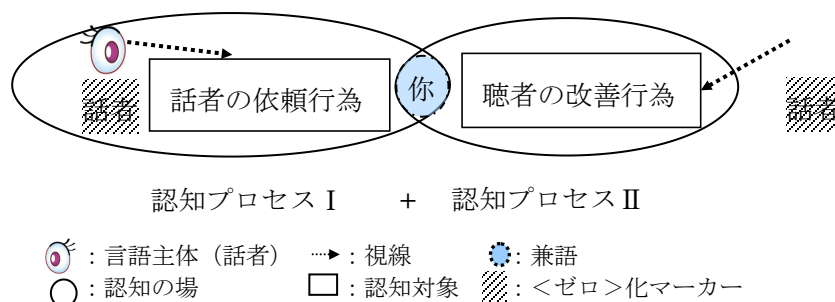 話者 話者の依頼行為 你 聴者の改善行為 話者
認知プロセスⅠ + 認知プロセスⅡ
：言語主体（話者） ：視線 ：兼語
：認知の場 ：認知対象 ：＜ゼロ＞化マーカー